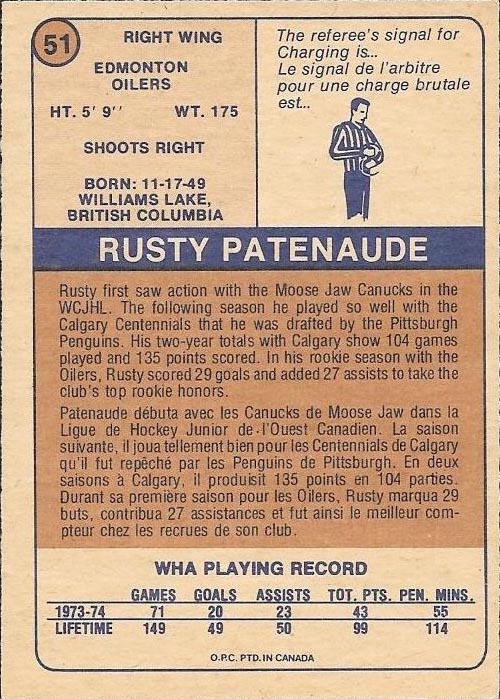 51
RIGHT WING
EDMONTON
OILERS
HT. 5' 9'' WT. 175
SHOOTS RIGHT
BORN: 11-17-49
WILLIAMS LAKE,
BRITISH COLUMBIA
The referee's signal for
Charging is...
Le signal de l'arbitre
pour une charge brutale
est...
RUSTY PATENAUDE
Rusty first saw action with the Moose Jaw Canucks in the
WCJHL. The following season he played so well with the
Calgary Centennials that he was drafted by the Pittsburgh
Penguins. His two-year totals with Calgary show 104 games
played and 135 points scored. In his rookie season with the
Oilers, Rusty scored 29 goals and added 27 assists to take the
club's top rookie honors.
Patenaude débuta avec les Canucks de Moose Jaw dans la
Ligue de Hockey Junior de l'Ouest Canadien. La saison
suivante, il joua tellement bien pour les Centennials de Calgary
qu'il fut repêché par les Penguins de Pittsburgh. En deux
saisons à Calgary, il produisit 135 points en 104 parties.
Durant sa première saison pour les Oilers, Rusty marqua 29
buts, contribua 27 assistances et fut ainsi le meilleur com-
pteur chez les recrues de son club.
WHA PLAYING RECORD
GAMES GOALS ASSISTS TOT. PTS. PEN. MINS.
1973-74 71 20 23 43 55
LIFETIME 149 49 50 99 114
O.P.C. PTD. IN CANADA